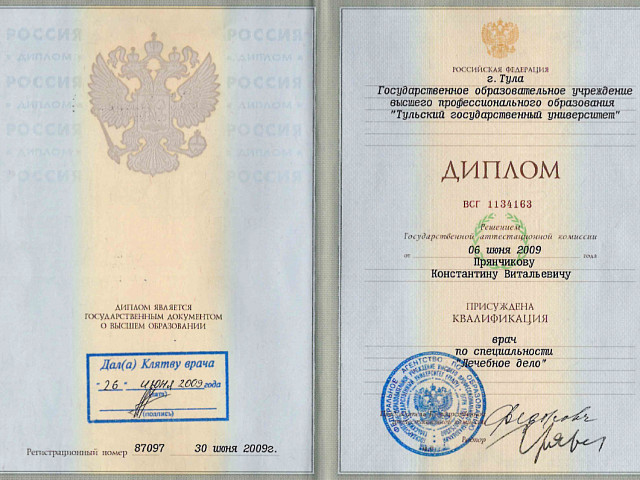 ДИПЛОМ ЯВЛЯЕТСЯ
ГОСУДАРСТВЕННЫМ ДОКУМЕНТОМ
О ВЫСШЕМ ОБРАЗОВАНИИ
Дал(а) Клятву врача
"26" июня 2009 года
(дата)
(подпись)
Регистрационный номер 87097 30 июня 2009г.
РОССИЙСКАЯ ФЕДЕРАЦИЯ
г. Тула
Государственное образовательное учреждение
высшего профессионального образования
"Тульский государственный университет"
ДИПЛОМ
ВСГ 1134163
Решением
Государственной аттестационной комиссии
от 06 июня 2009 года
Прянчикову
Константину Витальевичу
ПРИСУЖДЕНА
КВАЛИФИКАЦИЯ
врач
по специальности
"Лечебное дело"
Ректор